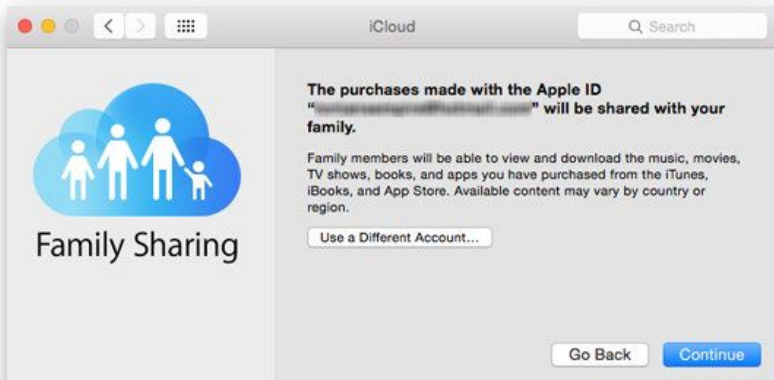 iCloud
Search
The purchases made with the Apple ID
“ ” will be shared with your
family.
Family members will be able to view and download the music, movies,
TV shows, books, and apps you have purchased from the iTunes,
iBooks, and App Store. Available content may vary by country or
region.
Use a Different Account...
Family Sharing
Go Back
Continue